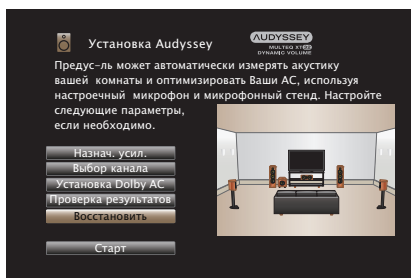 Установка Audyssey
AUDYSSEY
MULTEQ XT32
DYNAMIC VOLUME
Предус-ль может автоматически измерять акустику
вашей комнаты и оптимизировать Ваши АС, используя
настроечный микрофон и микрофонный стенд. Настройте
следующие параметры,
если необходимо.
Назнач. усил.
Выбор канала
Установка Dolby АС
Проверка результатов
Восстановить
Старт